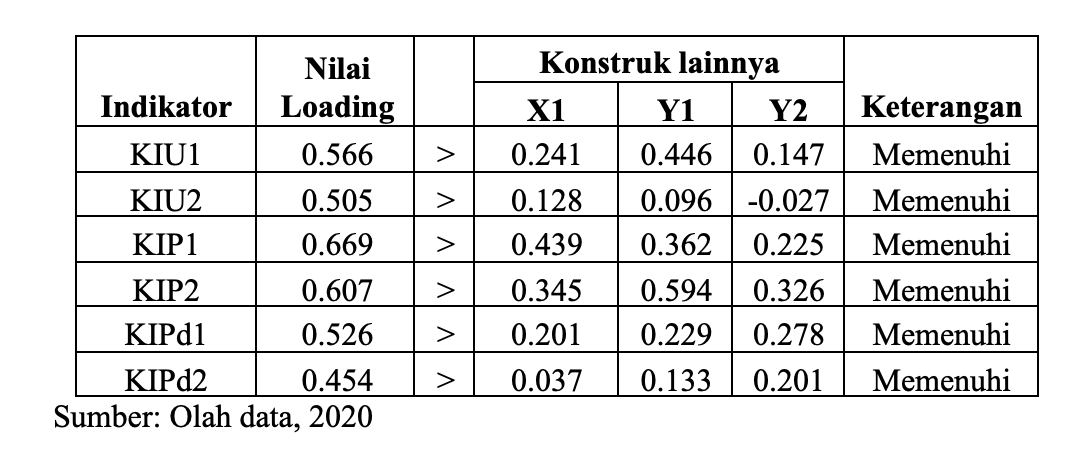 Indikator Nilai Loading Konstruk lainnya Keterangan
X1 Y1 Y2
KIU1 0.566 > 0.241 0.446 0.147 Memenuhi
KIU2 0.505 > 0.128 0.096 -0.027 Memenuhi
KIP1 0.669 > 0.439 0.362 0.225 Memenuhi
KIP2 0.607 > 0.345 0.594 0.326 Memenuhi
KIPd1 0.526 > 0.201 0.229 0.278 Memenuhi
KIPd2 0.454 > 0.037 0.133 0.201 Memenuhi
Sumber: Olah data, 2020